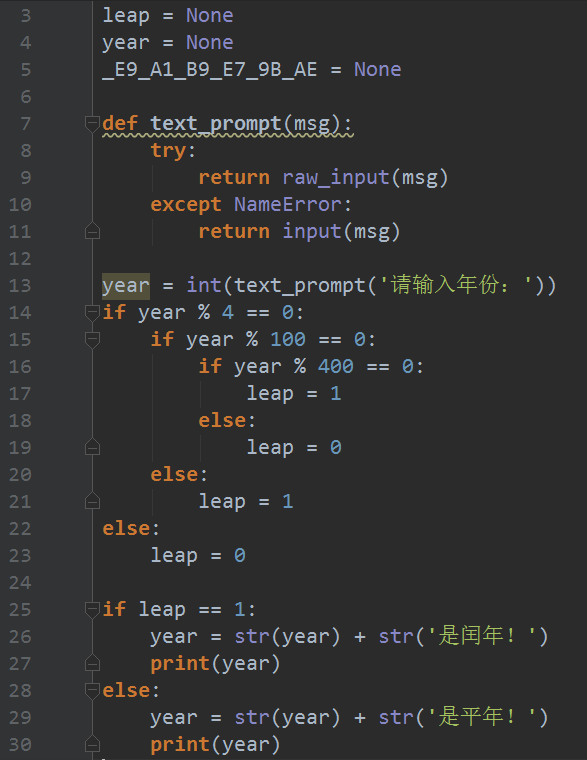 3 leap = None
4 year = None
5 _E9_A1_B9_E7_9B_AE = None
6
7 def text_prompt(msg):
8     try:
9         return raw_input(msg)
10     except NameError:
11         return input(msg)
12
13 year = int(text_prompt('请输入年份：'))
14 if year % 4 == 0:
15     if year % 100 == 0:
16         if year % 400 == 0:
17             leap = 1
18         else:
19             leap = 0
20     else:
21         leap = 1
22 else:
23     leap = 0
24
25 if leap == 1:
26     year = str(year) + str('是闰年！')
27     print(year)
28 else:
29     year = str(year) + str('是平年！')
30     print(year)